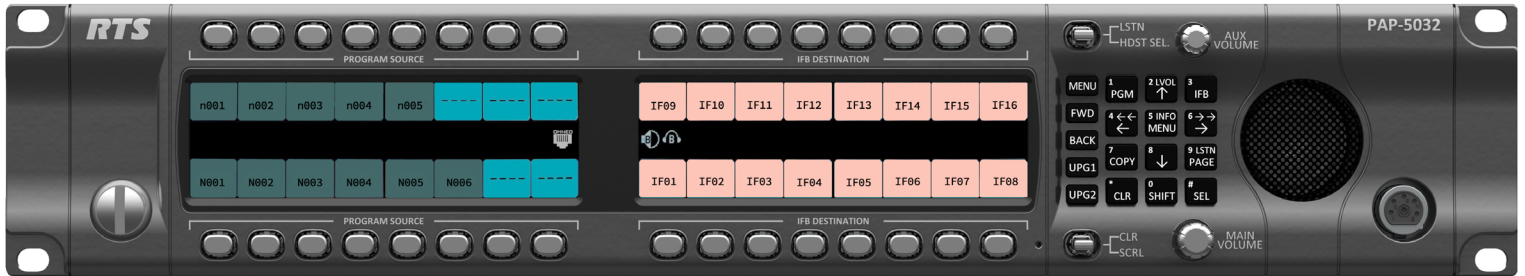 RTS
PROGRAM SOURCE
n001 n002 n003 n004 n005 ---- ---- ----
OMNEO
N001 N002 N003 N004 N005 N006 ---- ----
PROGRAM SOURCE
IFB DESTINATION
IF09 IF10 IF11 IF12 IF13 IF14 IF15 IF16
B B
IF01 IF02 IF03 IF04 IF05 IF06 IF07 IF08
IFB DESTINATION
LSTN
HDST SEL.
AUX
VOLUME
PAP-5032
MENU
FWD
BACK
UPG1
UPG2
1
PGM
2 LVOL
↑
3
IFB
4 ←←
←
5 INFO
MENU
6 →→
→
7
COPY
8
↓
9 LSTN
PAGE
*
CLR
0
SHIFT
#
SEL
CLR
SCRL
MAIN
VOLUME